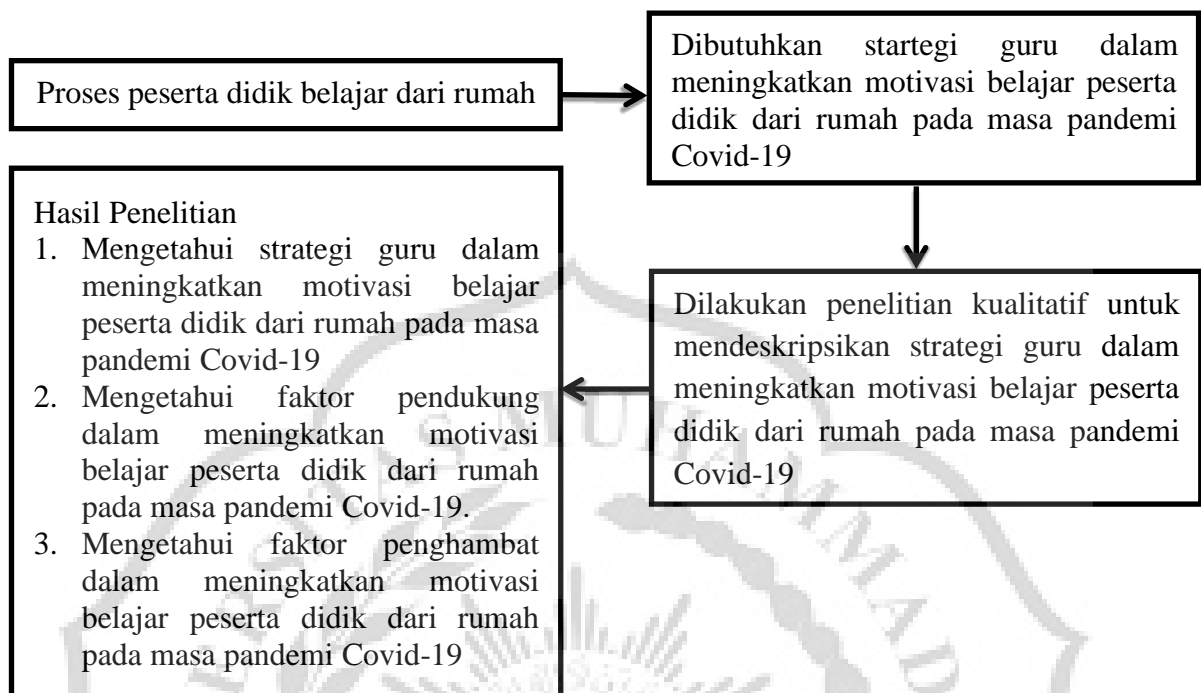 Proses peserta didik belajar dari rumah
Dibutuhkan startegi guru dalam
meningkatkan motivasi belajar peserta
didik dari rumah pada masa pandemi
Covid-19
Dilakukan penelitian kualitatif untuk
mendeskripsikan strategi guru dalam
meningkatkan motivasi belajar peserta
didik dari rumah pada masa pandemi
Covid-19
Hasil Penelitian
1. Mengetahui strategi guru dalam
meningkatkan motivasi belajar
peserta didik dari rumah pada masa
pandemi Covid-19
2. Mengetahui faktor pendukung
dalam meningkatkan motivasi
belajar peserta didik dari rumah
pada masa pandemi Covid-19.
3. Mengetahui faktor penghambat
dalam meningkatkan motivasi
belajar peserta didik dari rumah
pada masa pandemi Covid-19